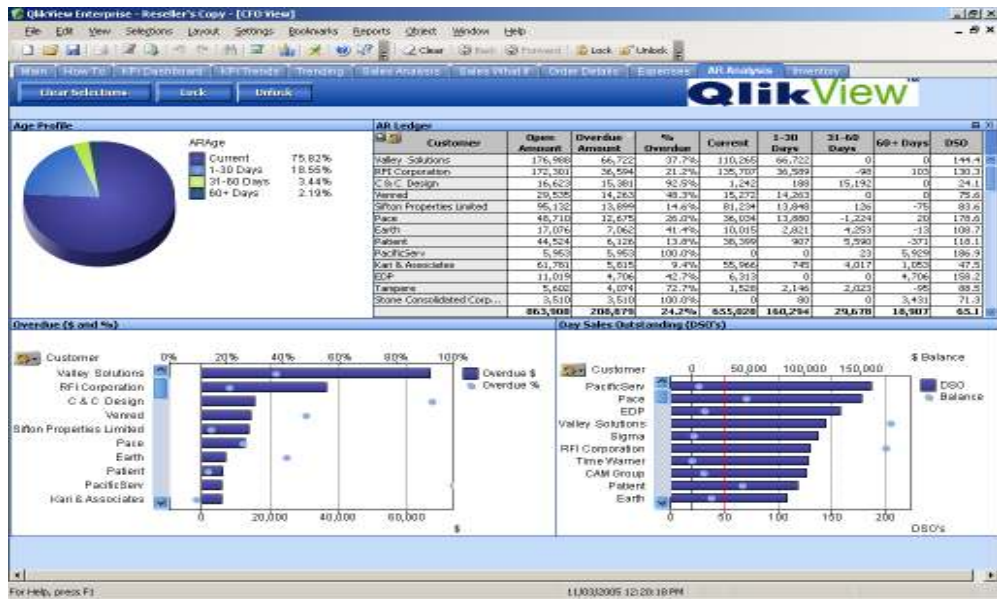 QlikView Enterprise - Reseller's Copy - [CFO View]
File Edit View Selections Layout Settings Bookmarks Reports Object Window Help
Clear Back Forward Lock Unlock
Main How To KPI Dashboard KPI Trends Trending Sales Analysis Sales What If Order Details Expenses AR Analysis Inventory
Clear Selections Lock Unlock
QlikView
Age Profile
ARAge
Current 75.82%
1-30 Days 18.55%
31-60 Days 3.44%
60+ Days 2.19%
AR Ledger
Customer Open Amount Overdue Amount % Overdue Current 1-30 Days 31-60 Days 60+ Days DSO
Valley Solutions 176,988 66,722 37.7% 110,265 66,722 0 0 144.4
RFI Corporation 172,301 36,594 21.2% 135,707 36,589 -98 103 130.3
C & C Design 16,623 15,381 92.5% 1,242 188 15,192 0 24.1
Venred 29,535 14,263 48.3% 15,272 14,263 0 0 75.6
Sifton Properties Limited 95,132 13,899 14.6% 81,234 13,848 126 -75 83.6
Pace 48,710 12,675 26.0% 36,034 13,880 -1,224 20 178.6
Earth 17,076 7,062 41.4% 10,015 2,821 4,253 -13 108.7
Patient 44,524 6,126 13.8% 38,399 907 5,590 -371 118.1
PacificServ 5,953 5,953 100.0% 0 0 23 5,929 186.9
Kari & Associates 61,781 5,815 9.4% 55,966 745 4,017 1,053 47.5
EDP 11,019 4,706 42.7% 6,313 0 0 4,706 158.2
Tampere 5,602 4,074 72.7% 1,528 2,146 2,023 -95 88.5
Stone Consolidated Corp... 3,510 3,510 100.0% 0 80 0 3,431 71.3
863,908 208,879 24.2% 655,028 160,294 29,678 18,907 65.1
Overdue ($ and %)
Customer 0% 20% 40% 60% 80% 100%
Valley Solutions
RFI Corporation
C & C Design
Venred
Sifton Properties Limited
Pace
Earth
Patient
PacificServ
Kari & Associates
0 20,000 40,000 60,000
$
Overdue $
Overdue %
Day Sales Outstanding (DSO's)
$ Balance
Customer 0 50,000 100,000 150,000
PacificServ
Pace
EDP
Valley Solutions
Sigma
RFI Corporation
Time Warner
CAM Group
Patient
Earth
0 50 100 150 200
DSO's
DSO
Balance
For Help, press F1
11/03/2005 12:20:18 PM